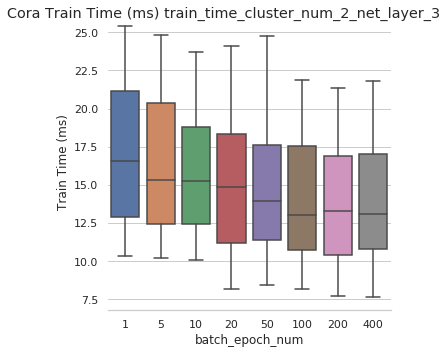 Cora Train Time (ms) train_time_cluster_num_2_net_layer_3
Train Time (ms)
25.0
22.5
20.0
17.5
15.0
12.5
10.0
7.5
1 5 10 20 50 100 200 400
batch_epoch_num